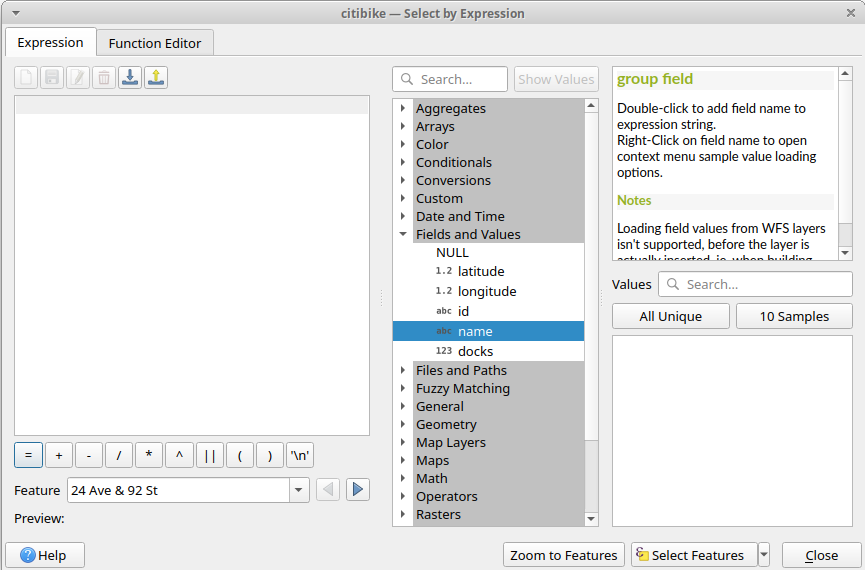 citibike — Select by Expression
Expression
Function Editor
Search...
Show Values
Aggregates
Arrays
Color
Conditionals
Conversions
Custom
Date and Time
Fields and Values
NULL
1.2 latitude
1.2 longitude
abc id
abc name
123 docks
Files and Paths
Fuzzy Matching
General
Geometry
Map Layers
Maps
Math
Operators
Rasters
group field
Double-click to add field name to
expression string.
Right-Click on field name to open
context menu sample value loading
options.
Notes
Loading field values from WFS layers
isn't supported, before the layer is
actually inserted, ie. when building
Values
Search...
All Unique
10 Samples
= + - / * ^ || ( ) '\n'
Feature
24 Ave & 92 St
Preview:
Help
Zoom to Features
Select Features
Close